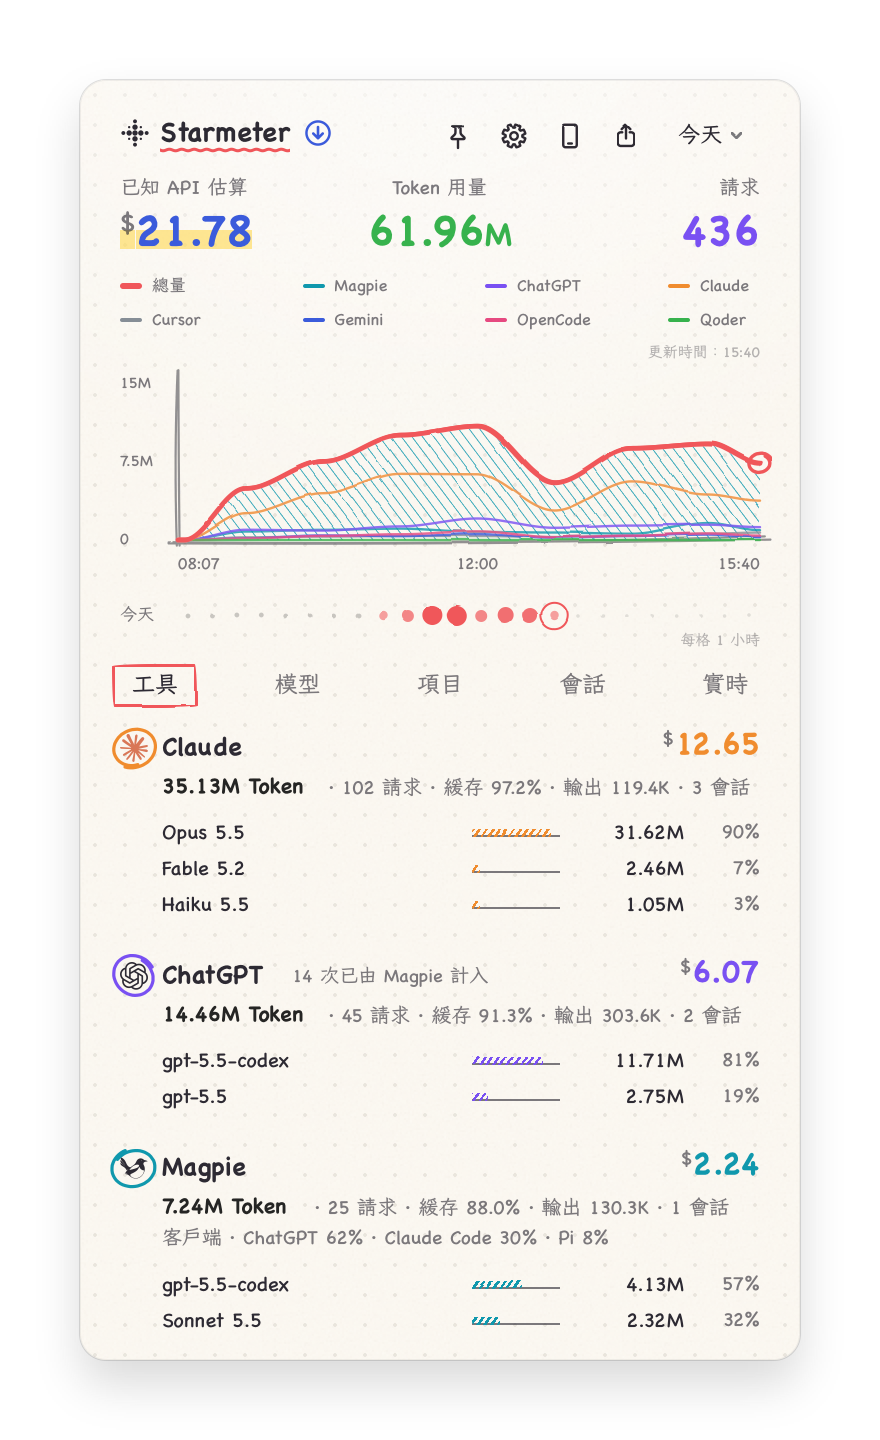 Starmeter 今天
已知 API 估算 Token 用量 請求
$21.78 61.96M 436
總量 Magpie ChatGPT Claude
Cursor Gemini OpenCode Qoder
更新時間：15:40
15M
7.5M
0
08:07 12:00 15:40
今天
每格 1 小時
工具 模型 項目 會話 實時
Claude $12.65
35.13M Token · 102 請求 · 緩存 97.2% · 輸出 119.4K · 3 會話
Opus 5.5 31.62M 90%
Fable 5.2 2.46M 7%
Haiku 5.5 1.05M 3%
ChatGPT 14 次已由 Magpie 計入 $6.07
14.46M Token · 45 請求 · 緩存 91.3% · 輸出 303.6K · 2 會話
gpt-5.5-codex 11.71M 81%
gpt-5.5 2.75M 19%
Magpie $2.24
7.24M Token · 25 請求 · 緩存 88.0% · 輸出 130.3K · 1 會話
客戶端 · ChatGPT 62% · Claude Code 30% · Pi 8%
gpt-5.5-codex 4.13M 57%
Sonnet 5.5 2.32M 32%